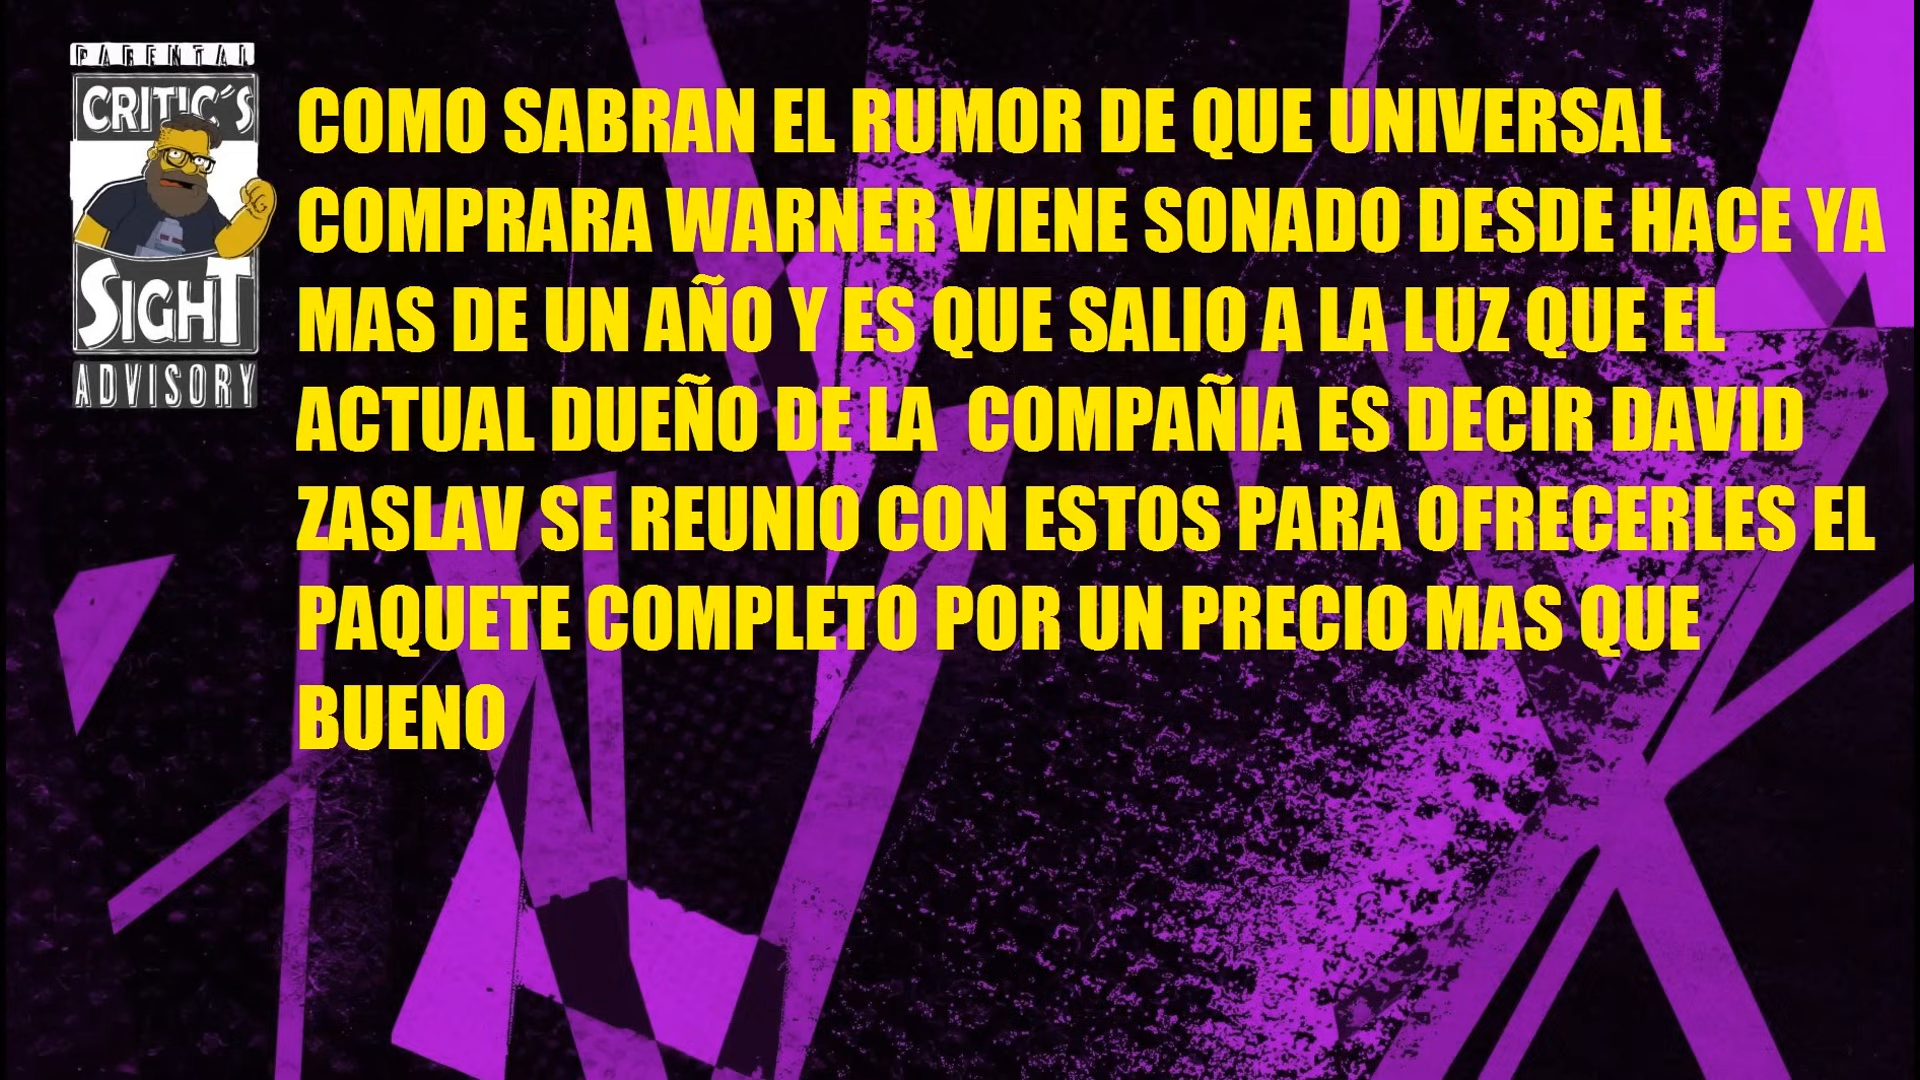 PARENTAL
CRITIC´S
SIGHT
ADVISORY
COMO SABRAN EL RUMOR DE QUE UNIVERSAL
COMPRARA WARNER VIENE SONADO DESDE HACE YA
MAS DE UN AÑO Y ES QUE SALIO A LA LUZ QUE EL
ACTUAL DUEÑO DE LA COMPAÑIA ES DECIR DAVID
ZASLAV SE REUNIO CON ESTOS PARA OFRECERLES EL
PAQUETE COMPLETO POR UN PRECIO MAS QUE
BUENO